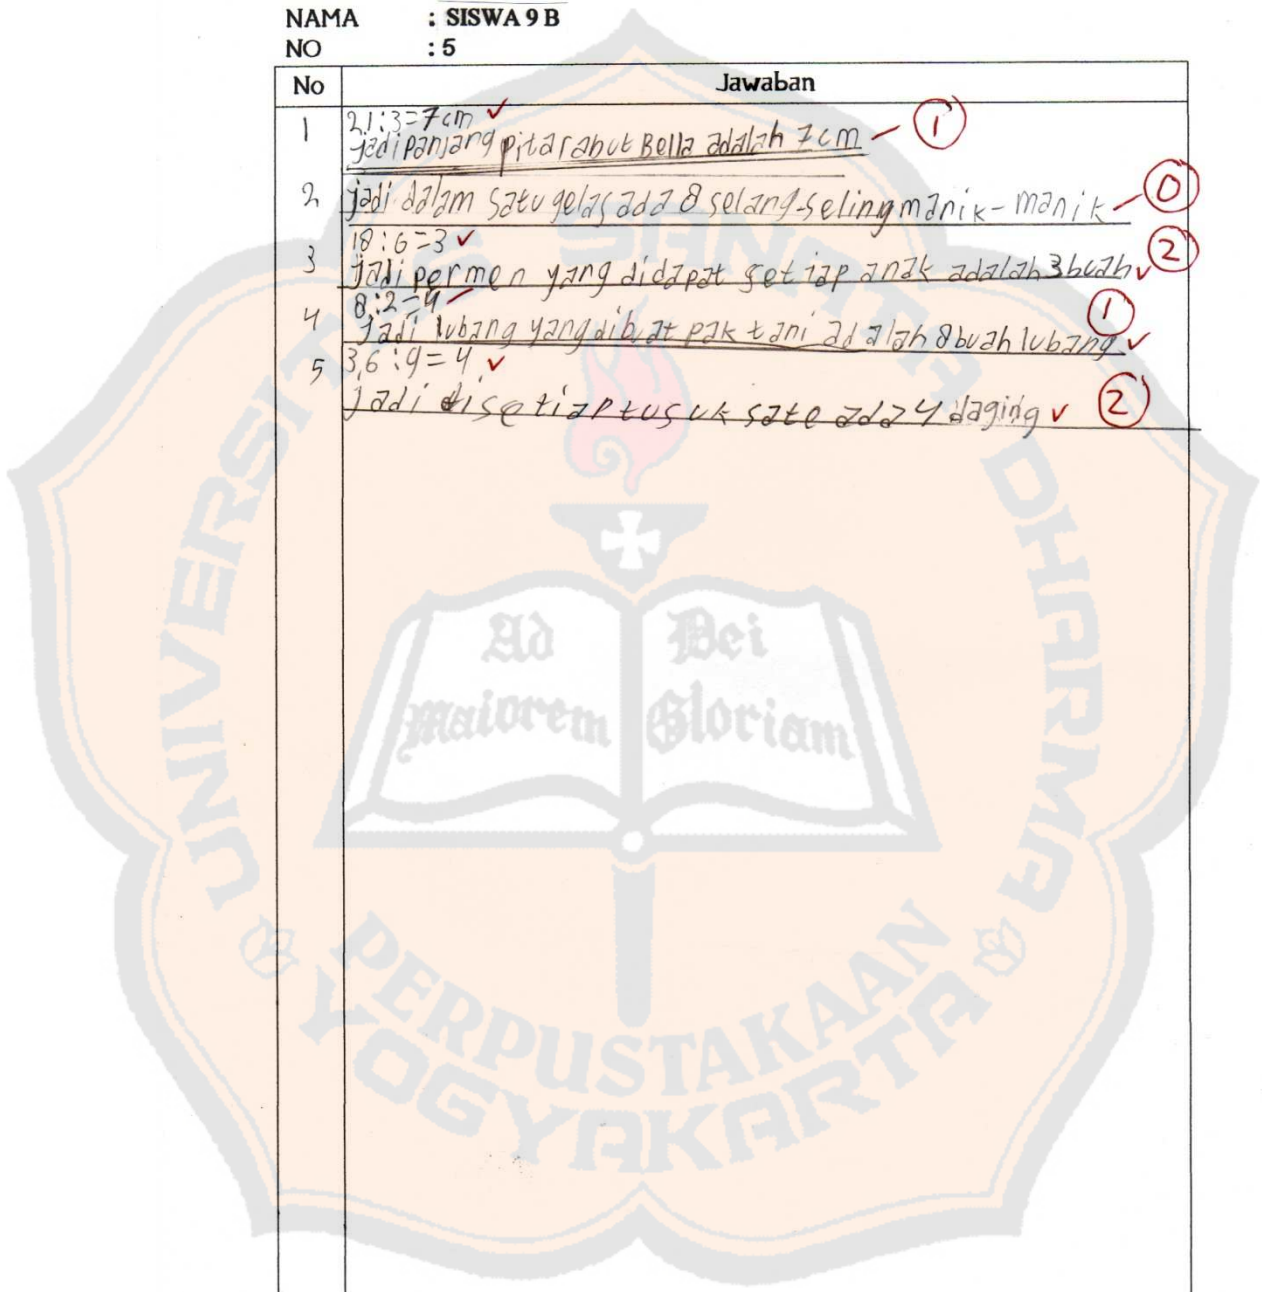 NAMA : SISWA 9 B
NO : 5
No Jawaban
1 21:3=7cm ✓
jadi panjang pita rabut Bella adalah 7cm – 1
2 jadi dalam satu gelas ada 8 selang-seling manik-manik – 0
18:6=3 ✓
3 jadi permen yang didapat setiap anak adalah 3 buah ✓ 2
8:2=4 –
4 jadi lubang yang dibuat pak tani adalah 8 buah lubang ✓ 1
5 36:9=4 ✓
jadi disetiap tusuk sate ada 4 daging ✓ 2
UNIVERSITAS SANATA DHARMA
Ad Dei
maiorem Gloriam
PERPUSTAKAAN
YOGYAKARTA